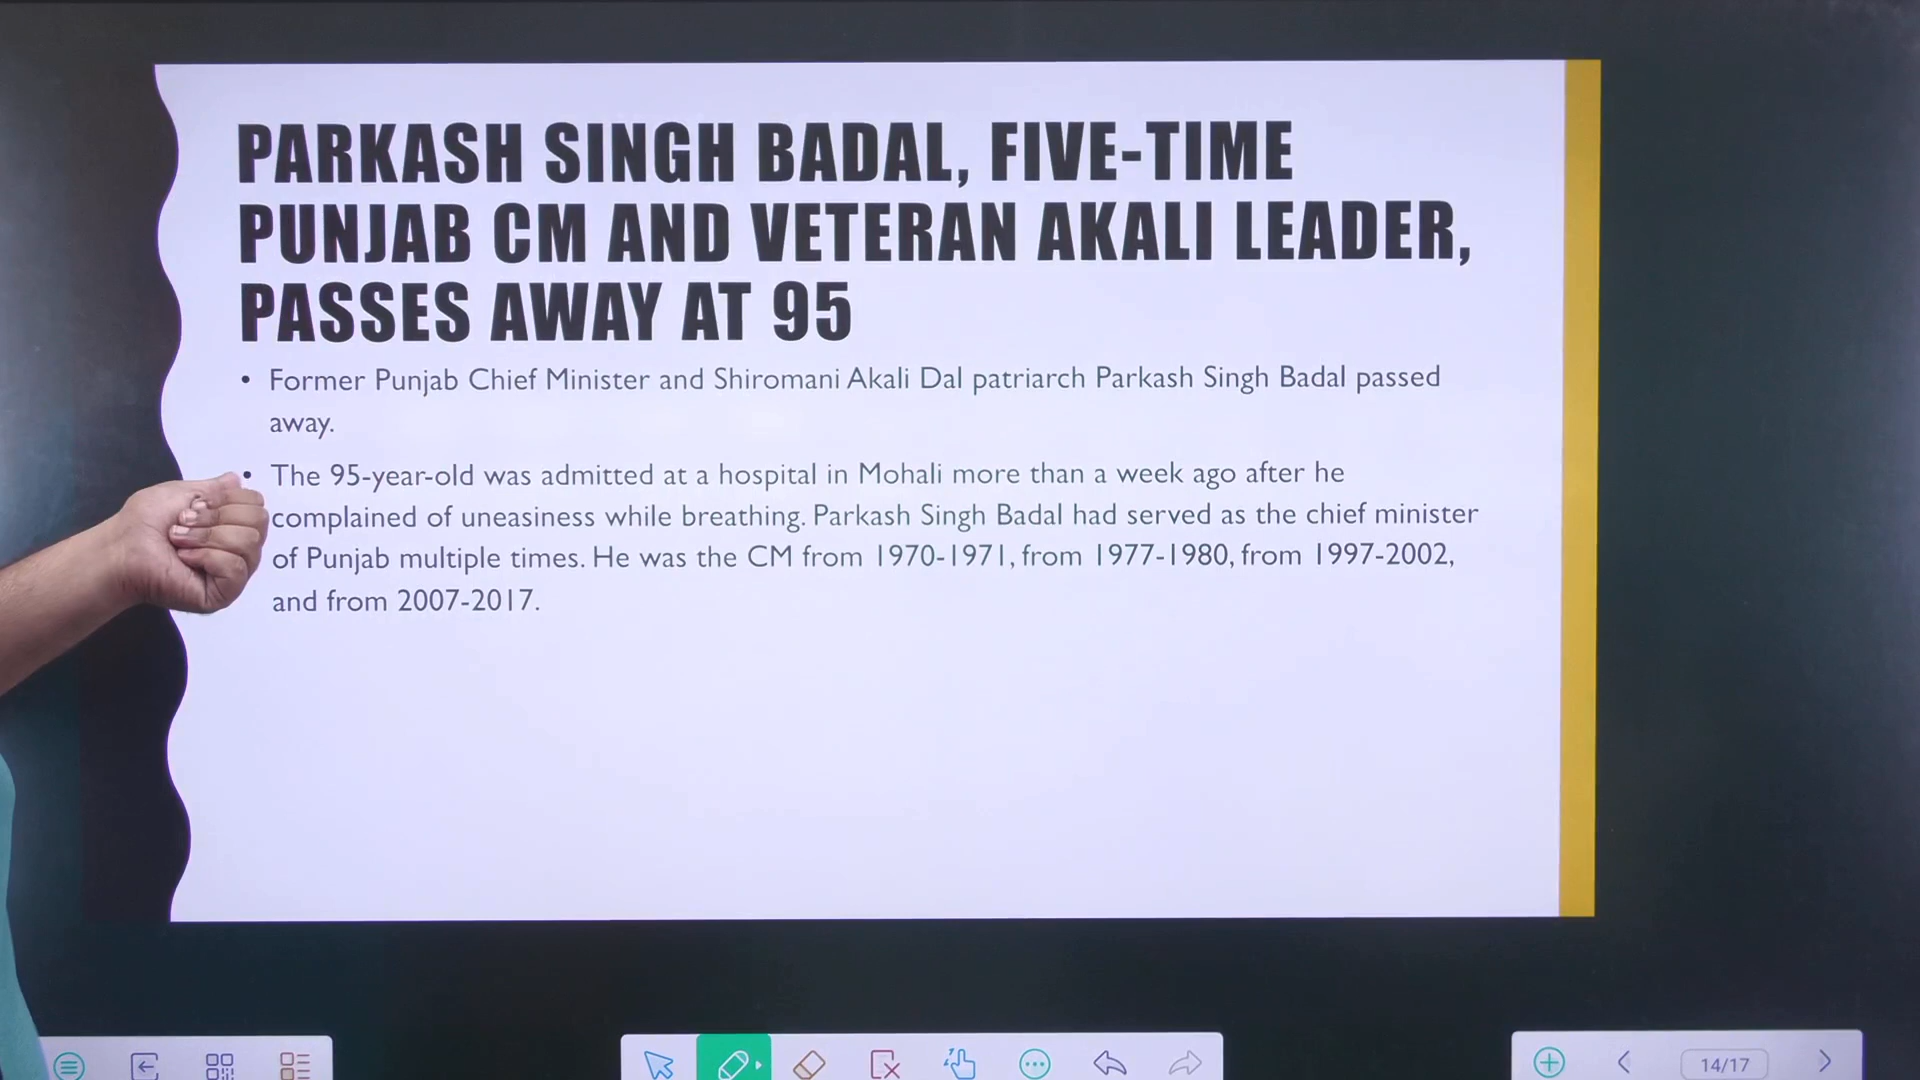 PARKASH SINGH BADAL, FIVE-TIME
PUNJAB CM AND VETERAN AKALI LEADER,
PASSES AWAY AT 95
• Former Punjab Chief Minister and Shiromani Akali Dal patriarch Parkash Singh Badal passed
away.
• The 95-year-old was admitted at a hospital in Mohali more than a week ago after he
complained of uneasiness while breathing. Parkash Singh Badal had served as the chief minister
of Punjab multiple times. He was the CM from 1970-1971, from 1977-1980, from 1997-2002,
and from 2007-2017.
14/17